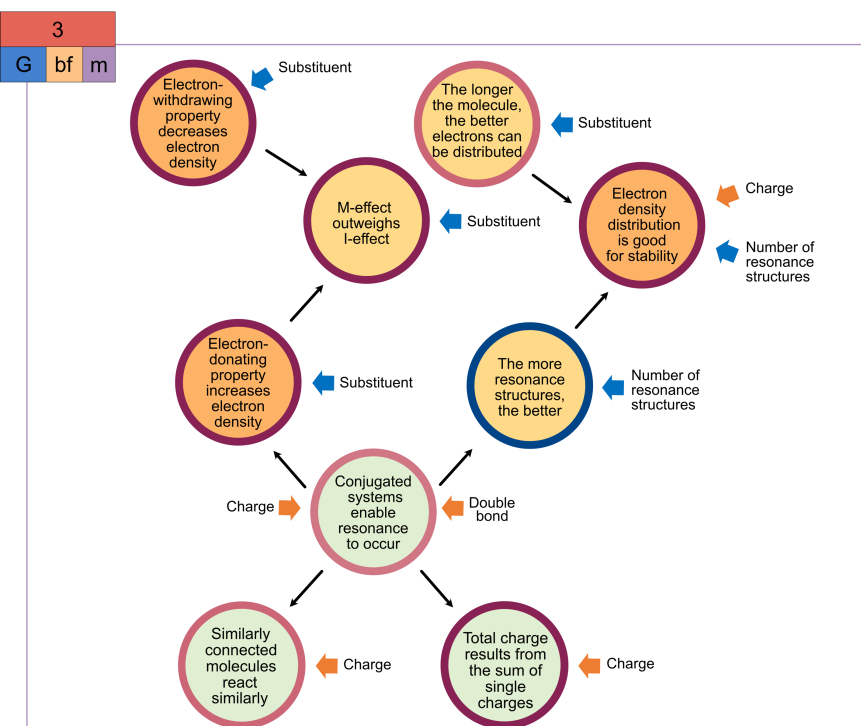 3
G bf m
Electron-
withdrawing
property
decreases
electron
density
Substituent
The longer
the molecule,
the better
electrons can
be distributed
Substituent
M-effect
outweighs
I-effect
Substituent
Electron
density
distribution
is good
for stability
Charge
Number of
resonance
structures
Electron-
donating
property
increases
electron
density
Substituent
The more
resonance
structures,
the better
Number of
resonance
structures
Conjugated
systems
enable
resonance
to occur
Charge
Double
bond
Similarly
connected
molecules
react
similarly
Charge
Total charge
results from
the sum of
single
charges
Charge